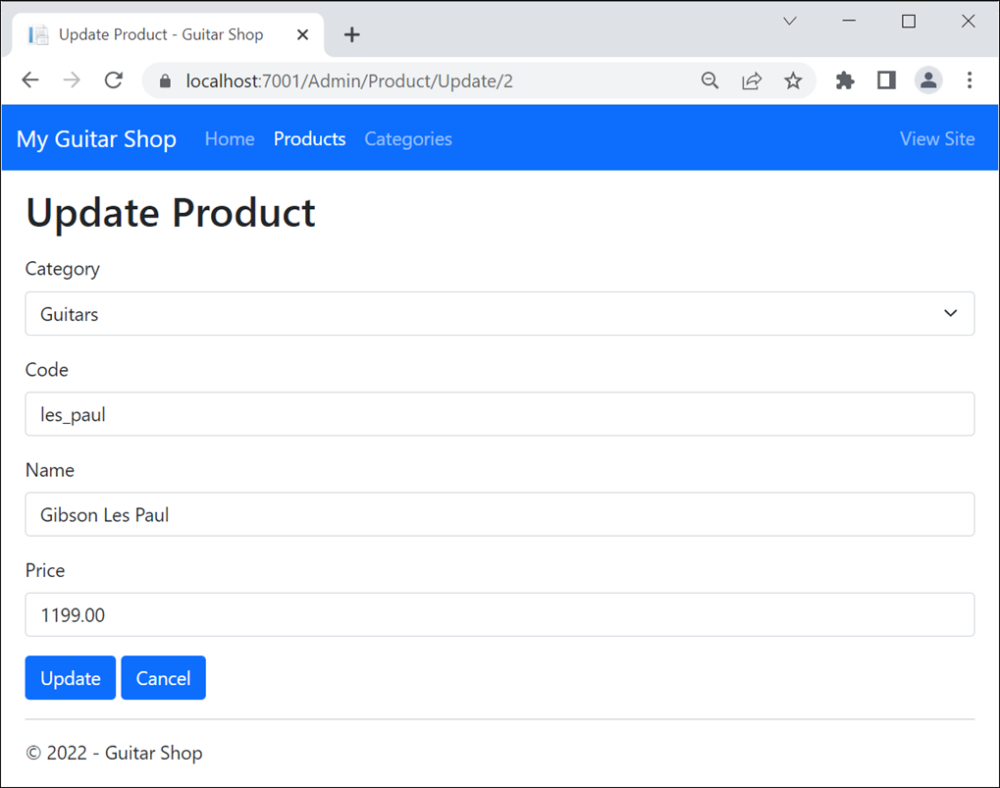 Update Product - Guitar Shop
localhost:7001/Admin/Product/Update/2
My Guitar Shop Home Products Categories View Site
Update Product
Category
Guitars
Code
les_paul
Name
Gibson Les Paul
Price
1199.00
Update Cancel
© 2022 - Guitar Shop